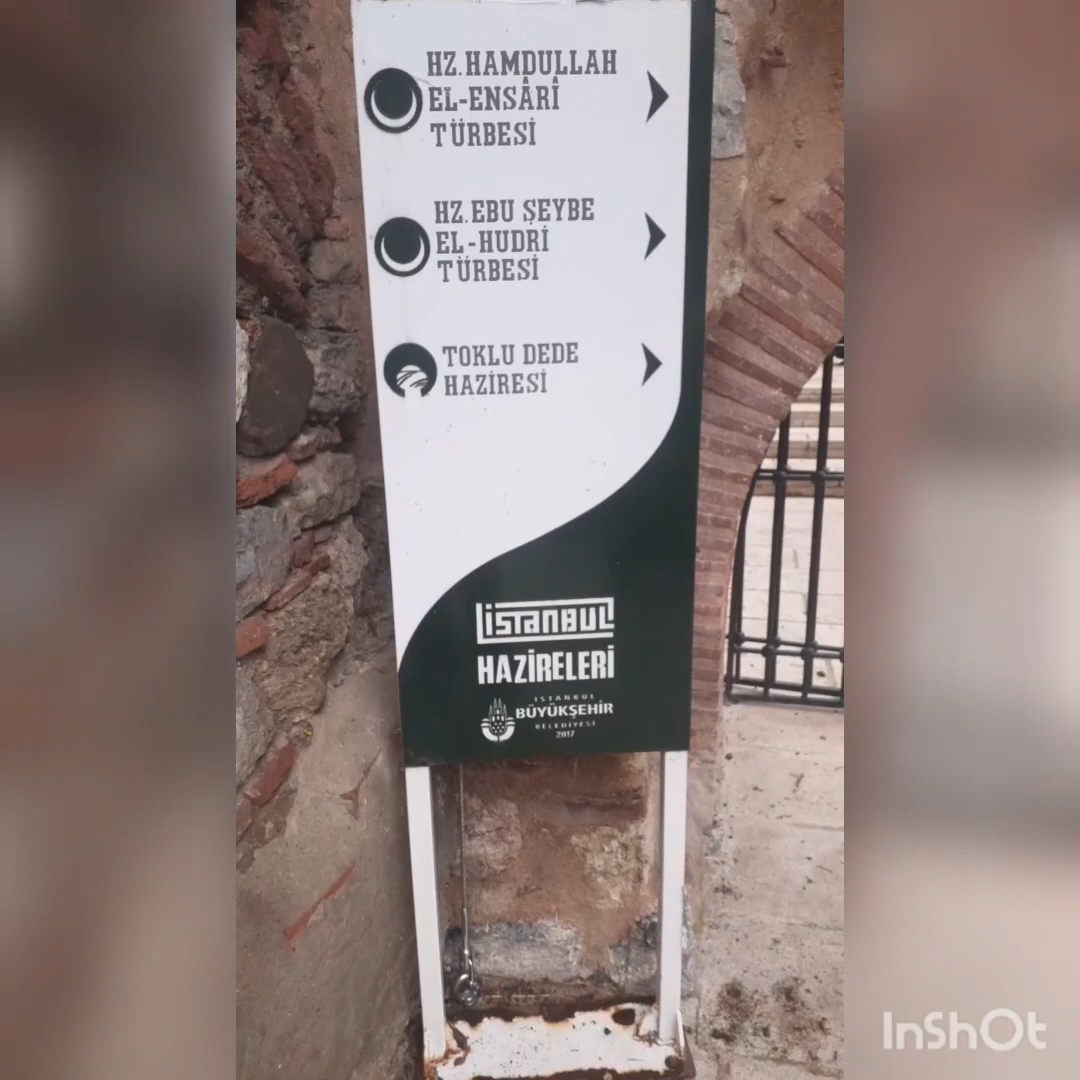 HZ. HAMDULLAH
EL-ENSÂRÎ
TÜRBESİ
HZ. EBU ŞEYBE
EL-HUDRİ
TÜRBESİ
TOKLU DEDE
HAZİRESİ
İSTANBUL
HAZİRELERİ
İSTANBUL
BÜYÜKŞEHİR
BELEDİYESİ
2017
InShOt